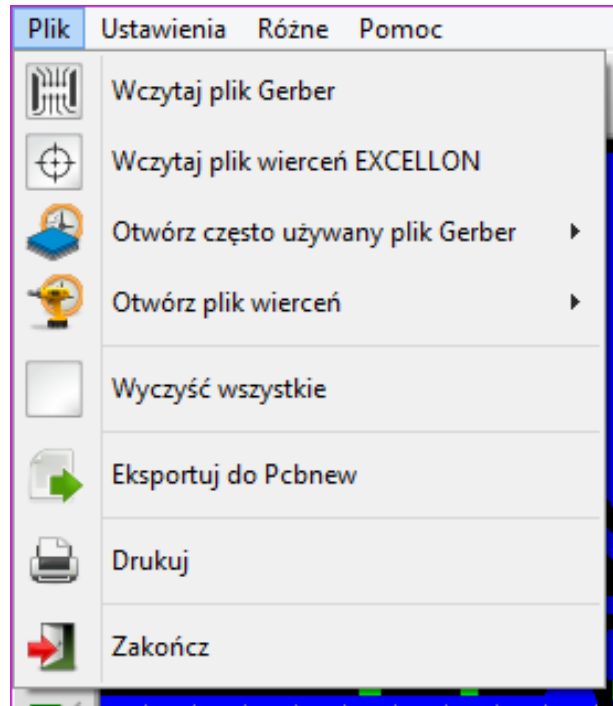 Plik Ustawienia Różne Pomoc
Wczytaj plik Gerber
Wczytaj plik wierceń EXCELLON
Otwórz często używany plik Gerber
Otwórz plik wierceń
Wyczyść wszystkie
Eksportuj do Pcbnew
Drukuj
Zakończ